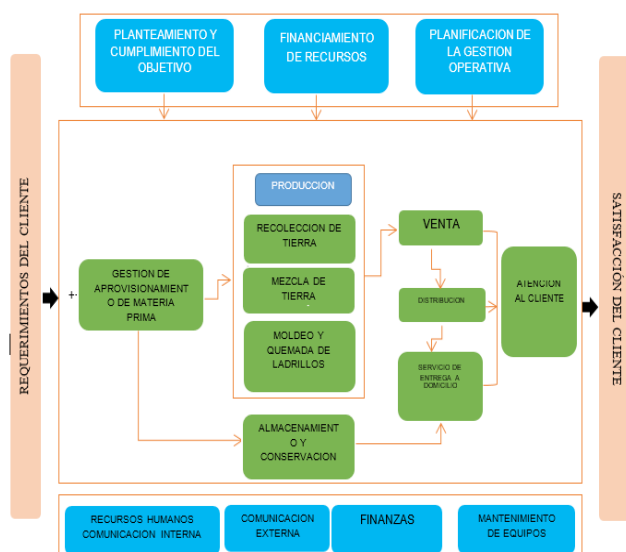 PLANTEAMIENTO Y
CUMPLIMIENTO DEL
OBJETIVO
FINANCIAMIENTO
DE RECURSOS
PLANIFICACION DE
LA GESTION
OPERATIVA
REQUERIMIENTOS DEL CLIENTE
+
GESTION DE
APROVISIONAMIENT
O DE MATERIA
PRIMA
PRODUCCION
RECOLECCION DE
TIERRA
MEZCLA DE
TIERRA
MOLDEO Y
QUEMADA DE
LADRILLOS
ALMACENAMIENT
O Y
CONSERVACION
VENTA
DISTRIBUCION
SERVICIO DE
ENTREGA A
DOMICILIO
ATENCION
AL CLIENTE
SATISFACCIÓN DEL CLIENTE
RECURSOS HUMANOS
COMUNICACION INTERNA
COMUNICACION
EXTERNA
FINANZAS
MANTENIMIENTO
DE EQUIPOS